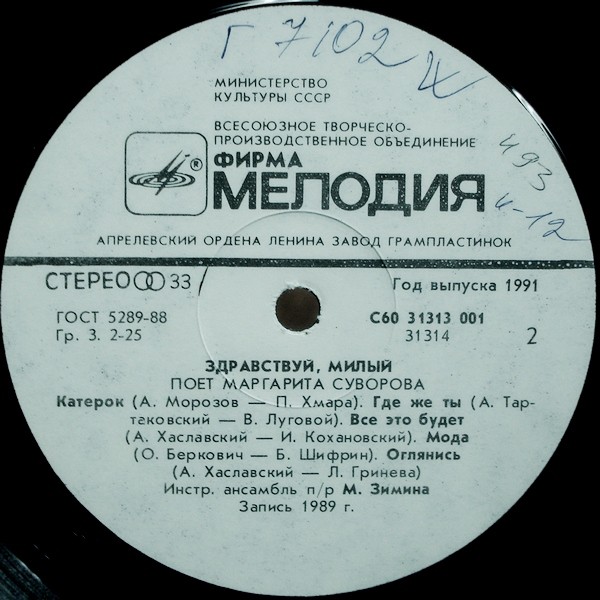 Г 7102
МИНИСТЕРСТВО
КУЛЬТУРЫ СССР
ВСЕСОЮЗНОЕ ТВОРЧЕСКО-
ПРОИЗВОДСТВЕННОЕ ОБЪЕДИНЕНИЕ
ФИРМА
® МЕЛОДИЯ
493
4-12
АПРЕЛЕВСКИЙ ОРДЕНА ЛЕНИНА ЗАВОД ГРАМПЛАСТИНОК
СТЕРЕО 33 Год выпуска 1991
ГОСТ 5289-88 С60 31313 001
Гр. 3. 2-25 31314 2
ЗДРАВСТВУЙ, МИЛЫЙ
ПОЕТ МАРГАРИТА СУВОРОВА
Катерок (А. Морозов — П. Хмара). Где же ты (А. Тар-
таковский — В. Луговой). Все это будет
(А. Хаславский — И. Кохановский). Мода
(О. Беркович — Б. Шифрин). Оглянись
(А. Хаславский — Л. Гринева)
Инстр. ансамбль п/р М. Зимина
Запись 1989 г.